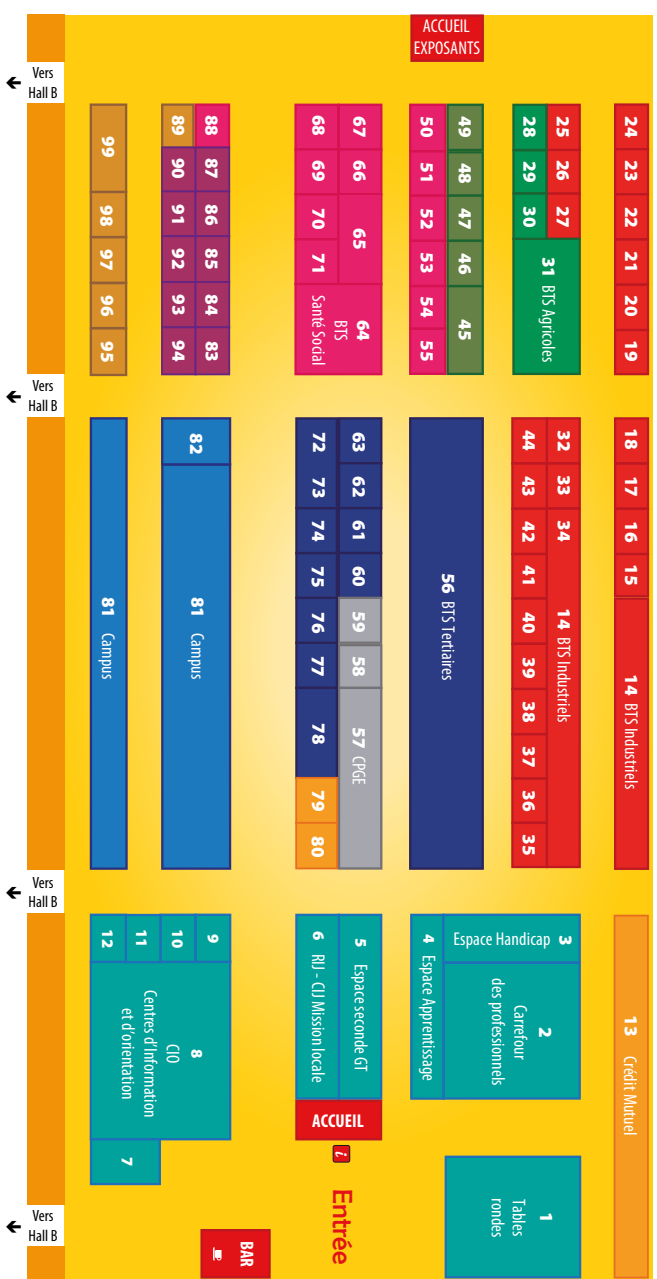 ACCUEIL
EXPOSANTS
Vers
Hall B
99
98
97
96
95
89
90
91
92
93
94
88
87
86
85
84
83
68
69
70
71
67
66
65
64
BTS
Santé Social
50
51
52
53
54
55
49
48
47
46
45
28
29
30
25
26
27
31 BTS Agricoles
24
23
22
21
20
19
Vers
Hall B
81 Campus
82
81 Campus
72
73
74
75
76
77
78
79
80
63
62
61
60
59
58
57 CPGE
56 BTS Tertiaires
44
43
42
41
40
39
38
37
36
35
32
33
34
14 BTS Industriels
18
17
16
15
14 BTS Industriels
Vers
Hall B
12
11
10
9
8
CIO
Centres d'Information
et d'orientation
7
6 RIJ - CIJ Mission locale
5 Espace seconde GT
ACCUEIL
i
Entrée
4 Espace Apprentissage
Espace Handicap 3
2
Carrefour
des professionnels
1
Tables
rondes
13 Crédit Mutuel
BAR
Vers
Hall B